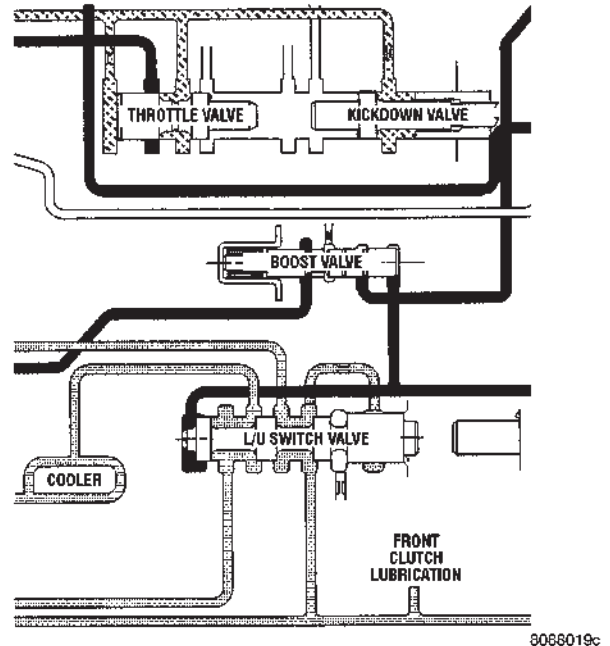 THROTTLE VALVE
KICKDOWN VALVE
BOOST VALVE
L/U SWITCH VALVE
COOLER
FRONT
CLUTCH
LUBRICATION
8088019c